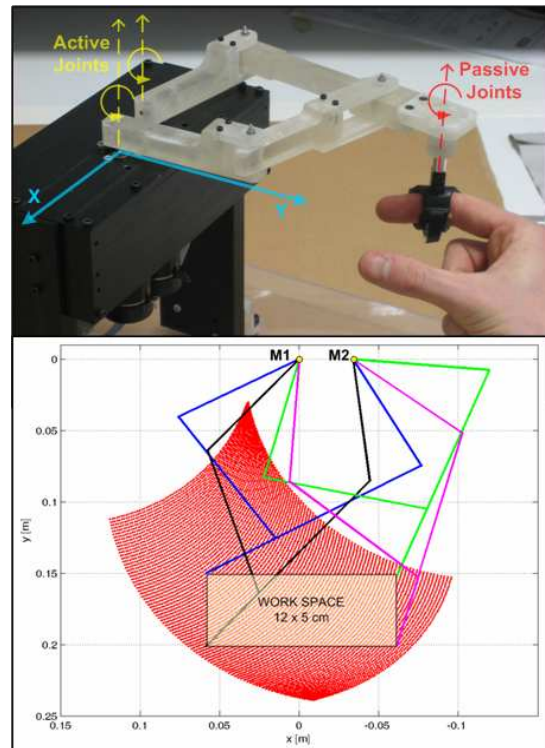 Active
Joints
Passive
Joints
X
Y
M1 M2
0
0.05
0.1
0.15
0.2
0.25
y [m]
WORK SPACE
12 x 5 cm
0.15 0.1 0.05 0 -0.05 -0.1
x [m]